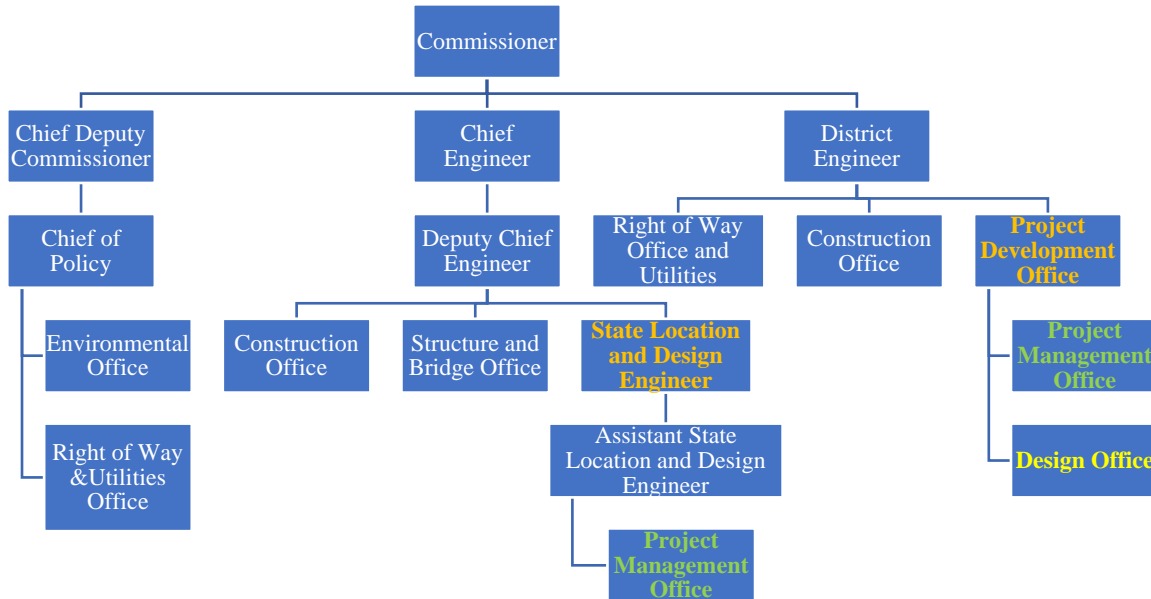 Commissioner
Chief Deputy
Commissioner
Chief
Engineer
District
Engineer
Chief of
Policy
Deputy Chief
Engineer
Right of Way
Office and
Utilities
Construction
Office
Project
Development
Office
Environmental
Office
Construction
Office
Structure and
Bridge Office
State Location
and Design
Engineer
Project
Management
Office
Right of Way
&Utilities
Office
Assistant State
Location and Design
Engineer
Design Office
Project
Management
Office